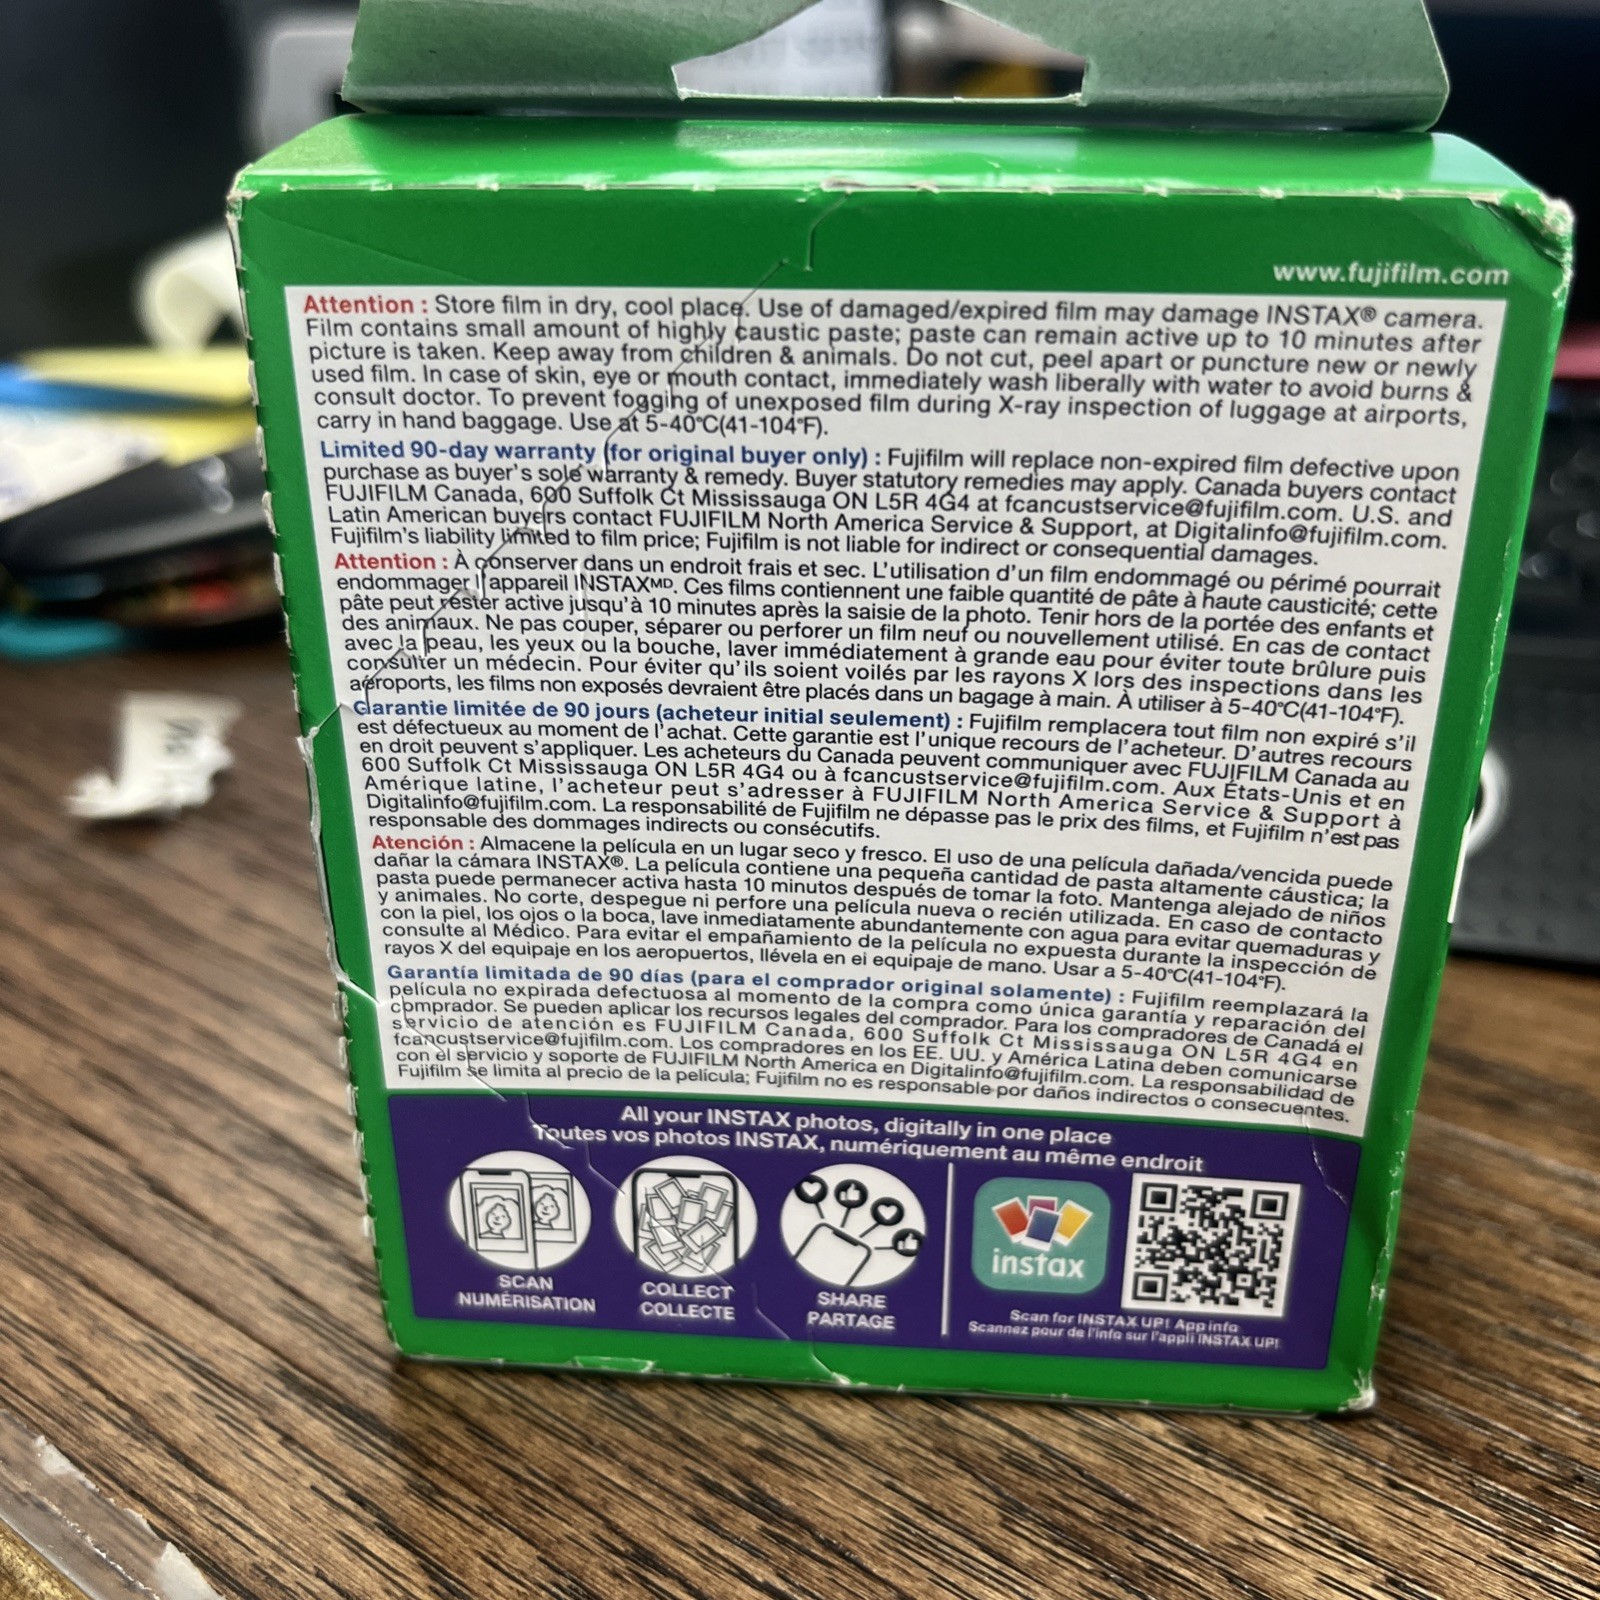 www.fujifilm.com
Attention : Store film in dry, cool place. Use of damaged/expired film may damage INSTAX® camera.
Film contains small amount of highly caustic paste; paste can remain active up to 10 minutes after
picture is taken. Keep away from children & animals. Do not cut, peel apart or puncture new or newly
used film. In case of skin, eye or mouth contact, immediately wash liberally with water to avoid burns &
consult doctor. To prevent fogging of unexposed film during X-ray inspection of luggage at airports,
carry in hand baggage. Use at 5-40℃(41-104℉).
Limited 90-day warranty (for original buyer only) : Fujifilm will replace non-expired film defective upon
purchase as buyer's sole warranty & remedy. Buyer statutory remedies may apply. Canada buyers contact
FUJIFILM Canada, 600 Suffolk Ct Mississauga ON L5R 4G4 at fcancustservice@fujifilm.com. U.S. and
Latin American buyers contact FUJIFILM North America Service & Support, at Digitalinfo@fujifilm.com.
Fujifilm's liability limited to film price; Fujifilm is not liable for indirect or consequential damages.
Attention : À conserver dans un endroit frais et sec. L'utilisation d'un film endommagé ou périmé pourrait
endommager l'appareil INSTAXᴹᴰ. Ces films contiennent une faible quantité de pâte à haute causticité; cette
pâte peut rester active jusqu'à 10 minutes après la saisie de la photo. Tenir hors de la portée des enfants et
des animaux. Ne pas couper, séparer ou perforer un film neuf ou nouvellement utilisé. En cas de contact
avec la peau, les yeux ou la bouche, laver immédiatement à grande eau pour éviter toute brûlure puis
consulter un médecin. Pour éviter qu'ils soient voilés par les rayons X lors des inspections dans les
aéroports, les films non exposés devraient être placés dans un bagage à main. À utiliser à 5-40℃(41-104℉).
Garantie limitée de 90 jours (acheteur initial seulement) : Fujifilm remplacera tout film non expiré s'il
est défectueux au moment de l'achat. Cette garantie est l'unique recours de l'acheteur. D'autres recours
en droit peuvent s'appliquer. Les acheteurs du Canada peuvent communiquer avec FUJIFILM Canada au
600 Suffolk Ct Mississauga ON L5R 4G4 ou à fcancustservice@fujifilm.com. Aux États-Unis et en
Amérique latine, l'acheteur peut s'adresser à FUJIFILM North America Service & Support à
Digitalinfo@fujifilm.com. La responsabilité de Fujifilm ne dépasse pas le prix des films, et Fujifilm n'est pas
responsable des dommages indirects ou consécutifs.
Atención : Almacene la película en un lugar seco y fresco. El uso de una película dañada/vencida puede
dañar la cámara INSTAX®. La película contiene una pequeña cantidad de pasta altamente cáustica; la
pasta puede permanecer activa hasta 10 minutos después de tomar la foto. Mantenga alejado de niños
y animales. No corte, despegue ni perfore una película nueva o recién utilizada. En caso de contacto
con la piel, los ojos o la boca, lave inmediatamente abundantemente con agua para evitar quemaduras y
consulte al Médico. Para evitar el empañamiento de la película no expuesta durante la inspección de
rayos X del equipaje en los aeropuertos, llévela en ei equipaje de mano. Usar a 5-40℃(41-104℉).
Garantía limitada de 90 días (para el comprador original solamente) : Fujifilm reemplazará la
película no expirada defectuosa al momento de la compra como única garantía y reparación del
comprador. Se pueden aplicar los recursos legales del comprador. Para los compradores de Canadá el
servicio de atención es FUJIFILM Canada, 600 Suffolk Ct Mississauga ON L5R 4G4 en
fcancustservice@fujifilm.com. Los compradores en los EE. UU. y América Latina deben comunicarse
con el servicio y soporte de FUJIFILM North America en Digitalinfo@fujifilm.com. La responsabilidad de
Fujifilm se limita al precio de la película; Fujifilm no es responsable por daños indirectos o consecuentes.
All your INSTAX photos, digitally in one place
Toutes vos photos INSTAX, numériquement au même endroit
SCAN
NUMÉRISATION
COLLECT
COLLECTE
SHARE
PARTAGE
instax
Scan for INSTAX UP! App info
Scannez pour de l'info sur l'appli INSTAX UP!